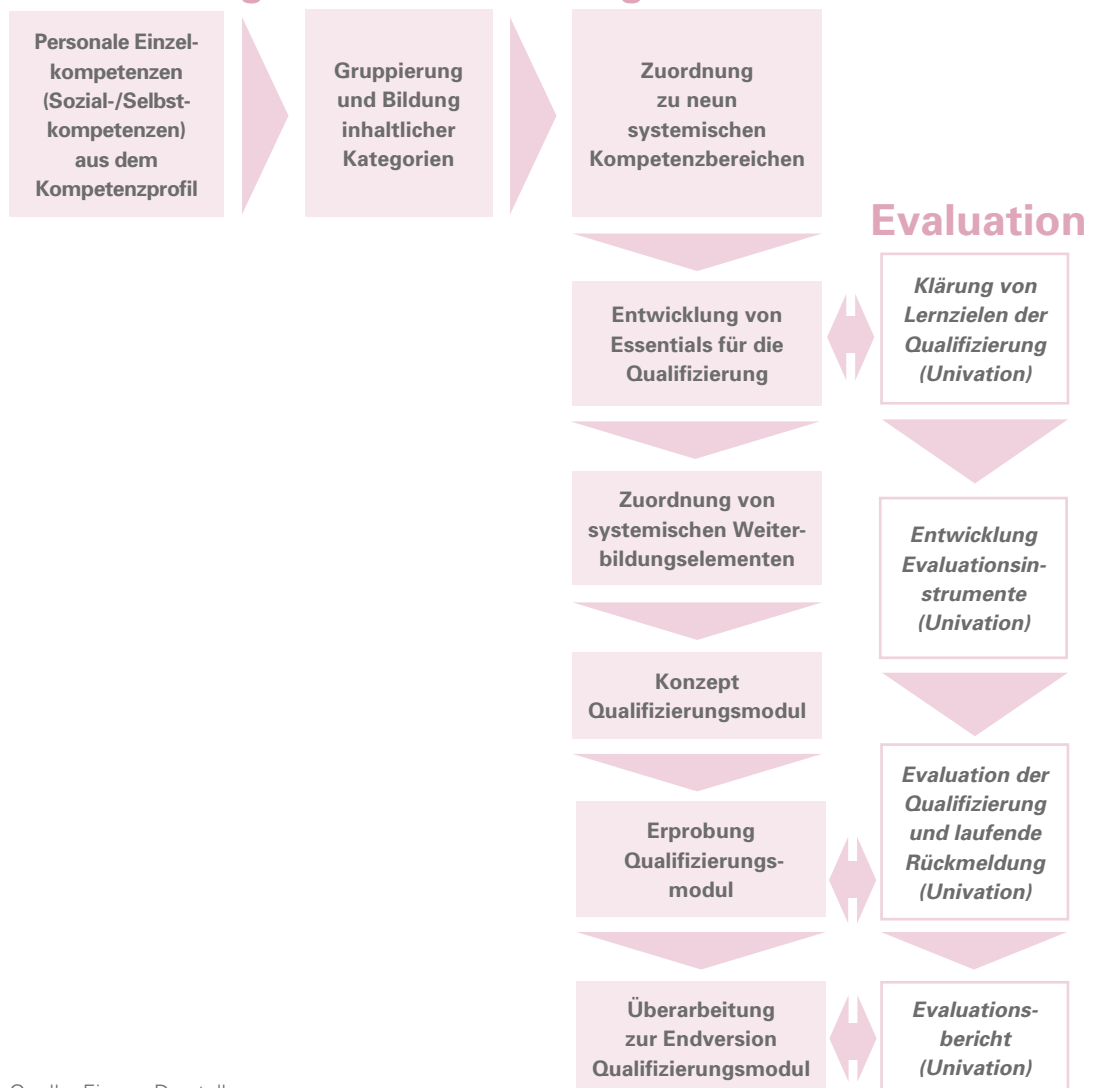 Personale Einzel-
kompetenzen
(Sozial-/Selbst-
kompetenzen)
aus dem
Kompetenzprofil
Gruppierung
und Bildung
inhaltlicher
Kategorien
Zuordnung
zu neun
systemischen
Kompetenzbereichen
Evaluation
Entwicklung von
Essentials für die
Qualifizierung
Klärung von
Lernzielen der
Qualifizierung
(Univation)
Zuordnung von
systemischen Weiter-
bildungselementen
Entwicklung
Evaluationsin-
strumente
(Univation)
Konzept
Qualifizierungsmodul
Erprobung
Qualifizierungs-
modul
Evaluation der
Qualifizierung
und laufende
Rückmeldung
(Univation)
Überarbeitung
zur Endversion
Qualifizierungsmodul
Evaluations-
bericht
(Univation)